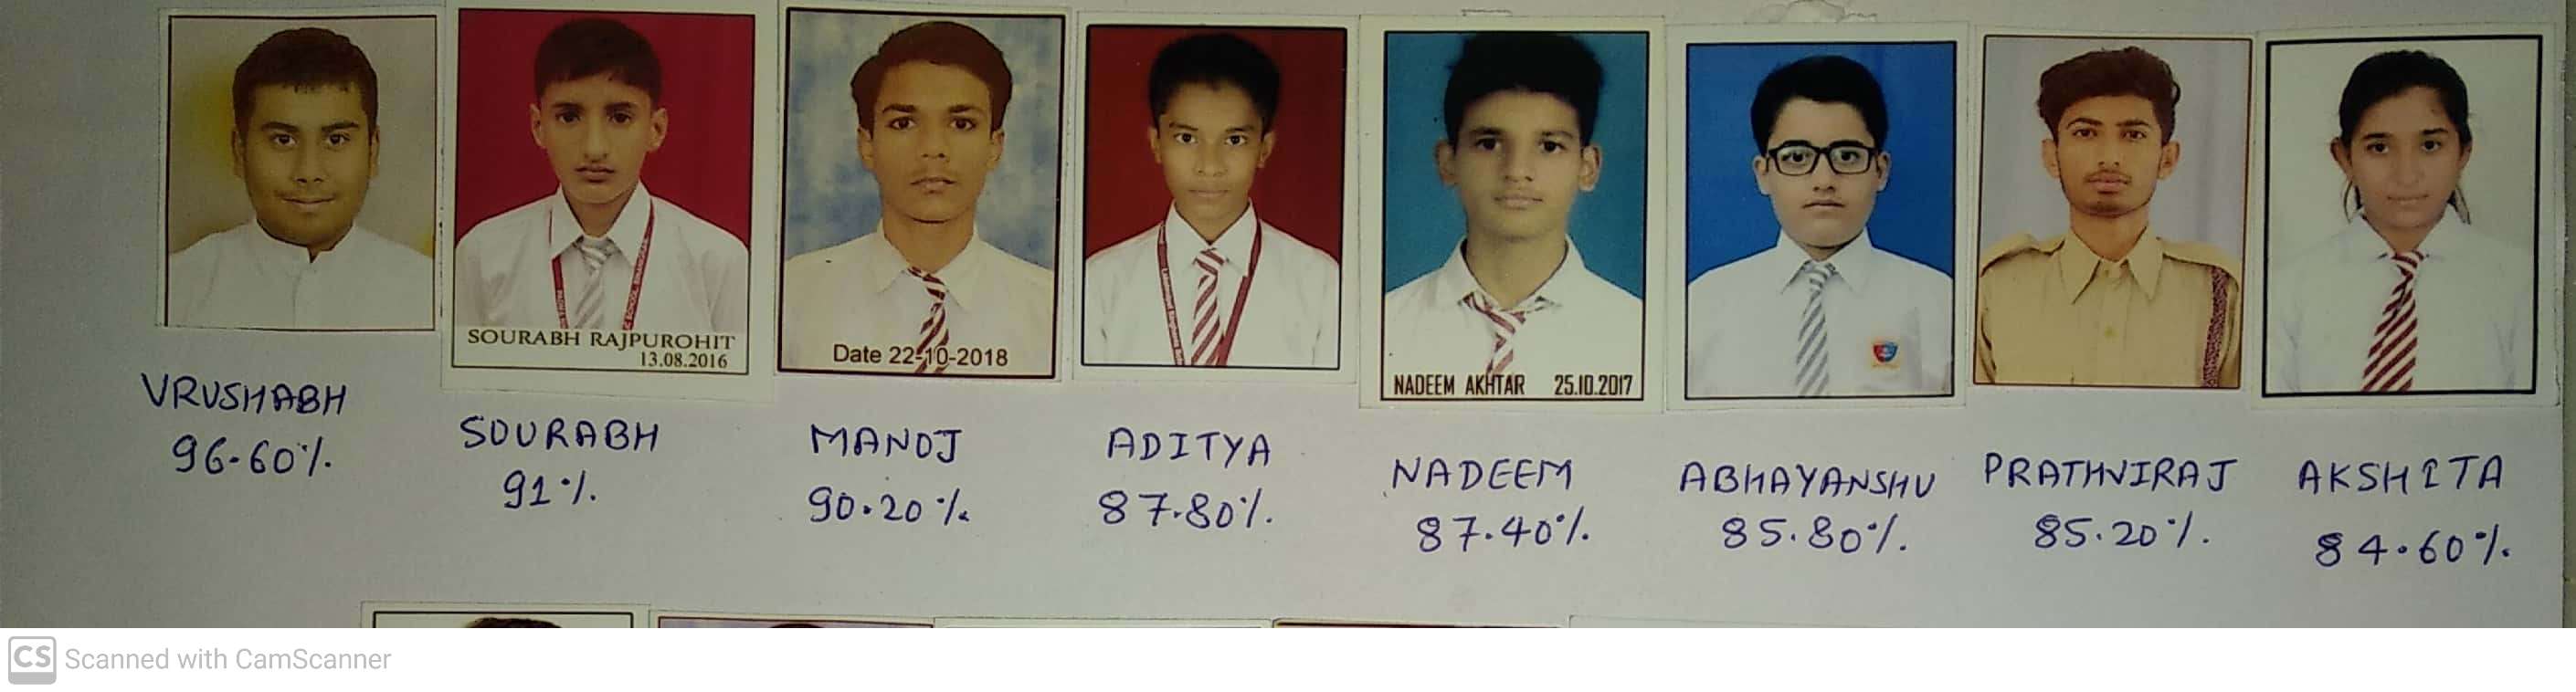 SOURABH RAJPUROHIT
13.08.2016
Date 22-10-2018
NADEEM AKHTAR 25.10.2017
VRUSHABH
96.60%
SOURABH
91%
MANOJ
90.20%
ADITYA
87.80%
NADEEM
87.40%
ABHAYANSHU
85.80%
PRATHVIRAJ
85.20%
AKSHITA
84.60%
CS Scanned with CamScanner